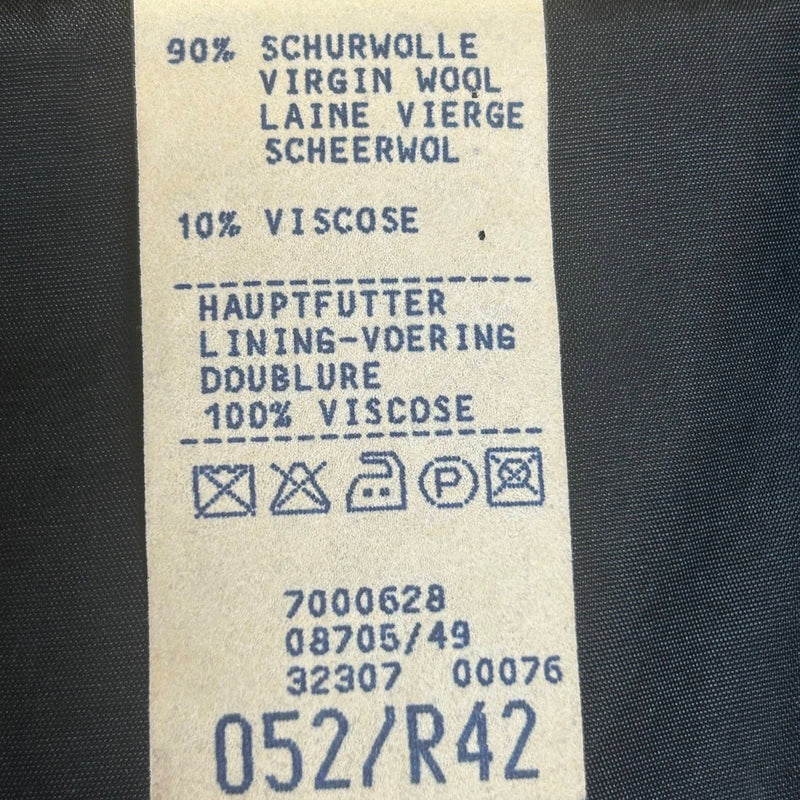 90% SCHURWOLLE
VIRGIN WOOL
LAINE VIERGE
SCHEERWOL
10% VISCOSE
HAUPTFUTTER
LINING-VOERING
DOUBLURE
100% VISCOSE
P
7000628
08705/49
32307 00076
052/R42